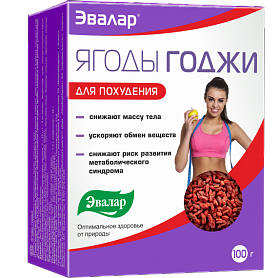 Эвалар®
ЯГОДЫ ГОДЖИ
ДЛЯ ПОХУДЕНИЯ
• снижают массу тела
• ускоряют обмен веществ
• снижают риск развития
метаболического
синдрома
Эвалар
Оптимальное здоровье
от природы
100 г